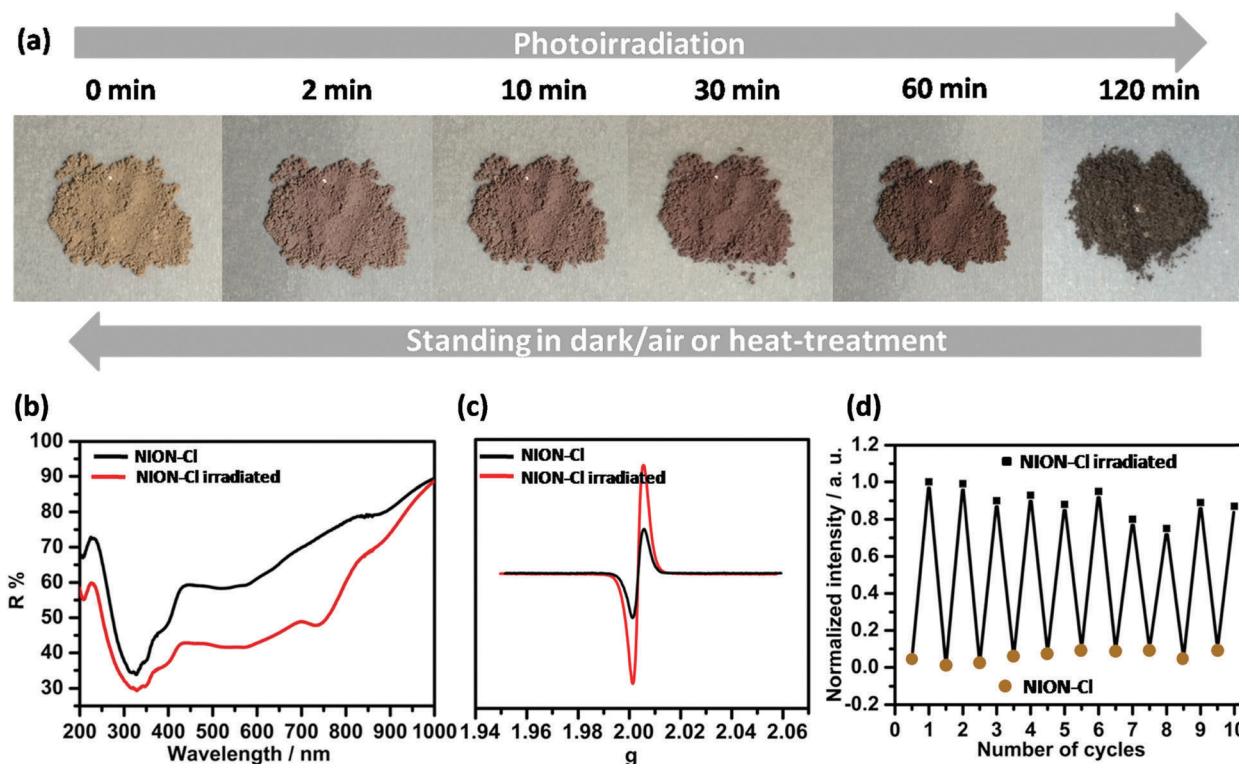 (a)
Photoirradiation
0 min 2 min 10 min 30 min 60 min 120 min
Standing in dark/air or heat-treatment
(b)
100
90
80
70
60
50
40
30
R %
NION-Cl
NION-Cl irradiated
200 300 400 500 600 700 800 900 1000
Wavelength / nm
(c)
NION-Cl
NION-Cl irradiated
1.94 1.96 1.98 2.00 2.02 2.04 2.06
g
(d)
1.2
1.0
0.8
0.6
0.4
0.2
0.0
-0.2
Normalized intensity / a. u.
NION-Cl irradiated
NION-Cl
0 1 2 3 4 5 6 7 8 9 10
Number of cycles